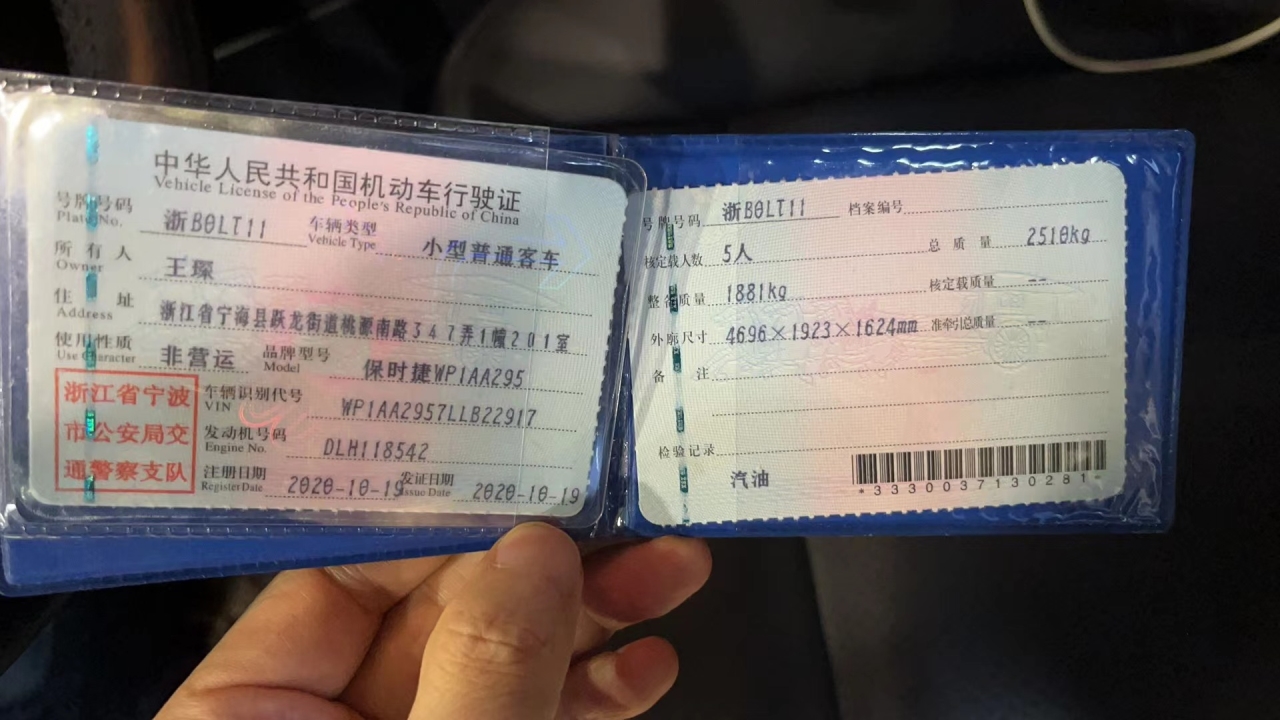 中华人民共和国机动车行驶证
Vehicle License of the People's Republic of China
号牌号码 浙B0LT11 车辆类型 小型普通客车
Plate No. Vehicle Type
所有人 王璨
Owner
住址 浙江省宁海县跃龙街道桃源南路347弄1幢201室
Address
使用性质 非营运 品牌型号 保时捷WP1AA295
Use Character Model
浙江省宁波
市公安局交
通警察支队
车辆识别代号 WP1AA2957LLB22917
VIN
发动机号码 DLH118542
Engine No.
注册日期 2020-10-19 发证日期 2020-10-19
Register Date Issue Date
号牌号码 浙B0LT11 档案编号
核定载人数 5人 总质量 2510kg
整备质量 1881kg 核定载质量 --
外廓尺寸 4696×1923×1624mm 准牵引总质量 --
备注
检验记录
汽油
*3330037130281*